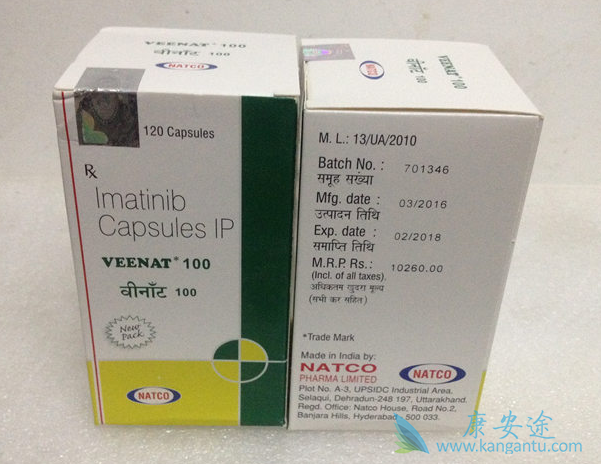 VEENAT* 100
वीनॉट 100
NATCO
120 Capsules
Rx
Imatinib
Capsules IP
VEENAT* 100
वीनॉट 100
New
Pack
NATCO
VEENAT* 100
वीनॉट 100
NATCO
M. L.: 13/UA/2010
Batch No. : 701346
समूह संख्या
Mfg. date : 03/2016
उत्पादन तिथि
Exp. date : 02/2018
समाप्ति तिथि
M.R.P. Rs.: 10260.00
(Incl. of all taxes).
अधिकतम खुदरा मूल्य
(सभी कर सहित)
*Trade Mark
Made in India by:
NATCO
PHARMA LIMITED
Plot No. A-3, UPSIDC Industrial Area,
Selaqui, Dehradun-248 197, Uttarakhand.
Regd. Office: Natco House, Road No.2,
Banjara Hills, Hyderabad - 500 033.
NATCO
康安途
www.kangantu.com